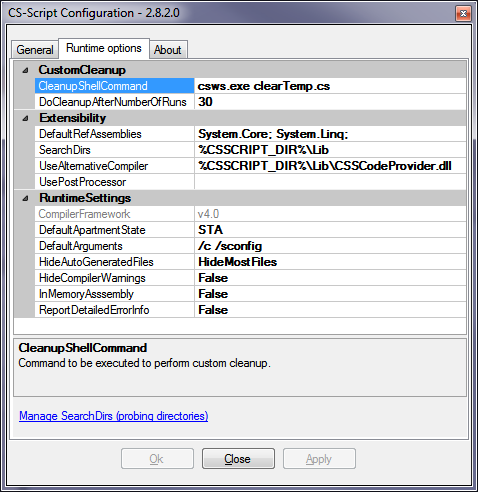 CS-Script Configuration - 2.8.2.0
General Runtime options About
CustomCleanup
CleanupShellCommand csws.exe clearTemp.cs
DoCleanupAfterNumberOfRuns 30
Extensibility
DefaultRefAssemblies System.Core; System.Linq;
SearchDirs %CSSCRIPT_DIR%\Lib
UseAlternativeCompiler %CSSCRIPT_DIR%\Lib\CSSCodeProvider.dll
UsePostProcessor
RuntimeSettings
CompilerFramework v4.0
DefaultApartmentState STA
DefaultArguments /c /sconfig
HideAutoGeneratedFiles HideMostFiles
HideCompilerWarnings False
InMemoryAsssembly False
ReportDetailedErrorInfo False
CleanupShellCommand
Command to be executed to perform custom cleanup.
Manage SearchDirs (probing directories)
Ok Close Apply